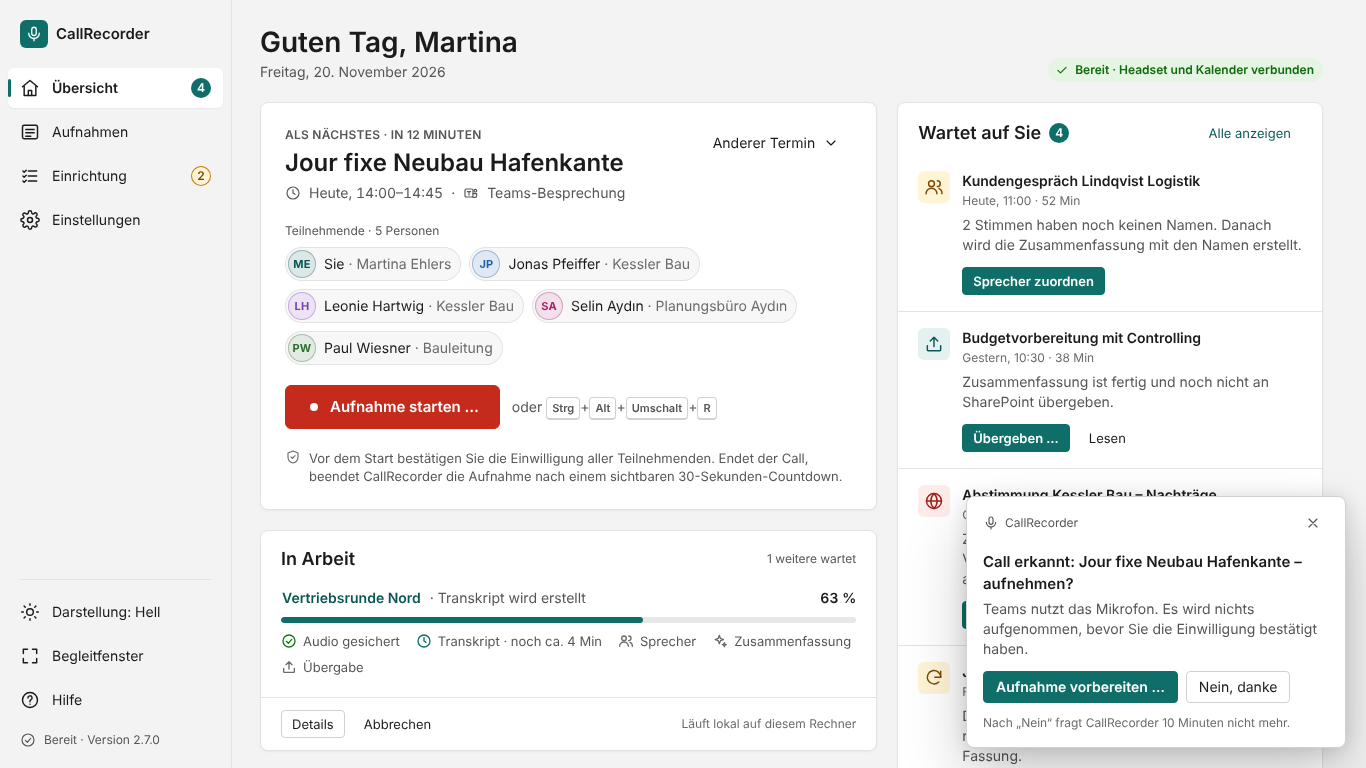 CallRecorder
Übersicht
4
Aufnahmen
Einrichtung
2
Einstellungen
Darstellung: Hell
Begleitfenster
Hilfe
Bereit · Version 2.7.0
Guten Tag, Martina
Freitag, 20. November 2026
Bereit · Headset und Kalender verbunden
ALS NÄCHSTES · IN 12 MINUTEN
Anderer Termin
Jour fixe Neubau Hafenkante
Heute, 14:00–14:45 · Teams-Besprechung
Teilnehmende · 5 Personen
ME Sie · Martina Ehlers
JP Jonas Pfeiffer · Kessler Bau
LH Leonie Hartwig · Kessler Bau
SA Selin Aydın · Planungsbüro Aydın
PW Paul Wiesner · Bauleitung
Aufnahme starten ...
oder Strg + Alt + Umschalt + R
Vor dem Start bestätigen Sie die Einwilligung aller Teilnehmenden. Endet der Call,
beendet CallRecorder die Aufnahme nach einem sichtbaren 30-Sekunden-Countdown.
In Arbeit
1 weitere wartet
Vertriebsrunde Nord · Transkript wird erstellt
63 %
Audio gesichert
Transkript · noch ca. 4 Min
Sprecher
Zusammenfassung
Übergabe
Details
Abbrechen
Läuft lokal auf diesem Rechner
Wartet auf Sie 4
Alle anzeigen
Kundengespräch Lindqvist Logistik
Heute, 11:00 · 52 Min
2 Stimmen haben noch keinen Namen. Danach
wird die Zusammenfassung mit den Namen erstellt.
Sprecher zuordnen
Budgetvorbereitung mit Controlling
Gestern, 10:30 · 38 Min
Zusammenfassung ist fertig und noch nicht an
SharePoint übergeben.
Übergeben ...
Lesen
Abstimmung Kessler Bau – Nachträge
Fassung.
CallRecorder
Call erkannt: Jour fixe Neubau Hafenkante –
aufnehmen?
Teams nutzt das Mikrofon. Es wird nichts
aufgenommen, bevor Sie die Einwilligung bestätigt
haben.
Aufnahme vorbereiten ...
Nein, danke
Nach „Nein“ fragt CallRecorder 10 Minuten nicht mehr.